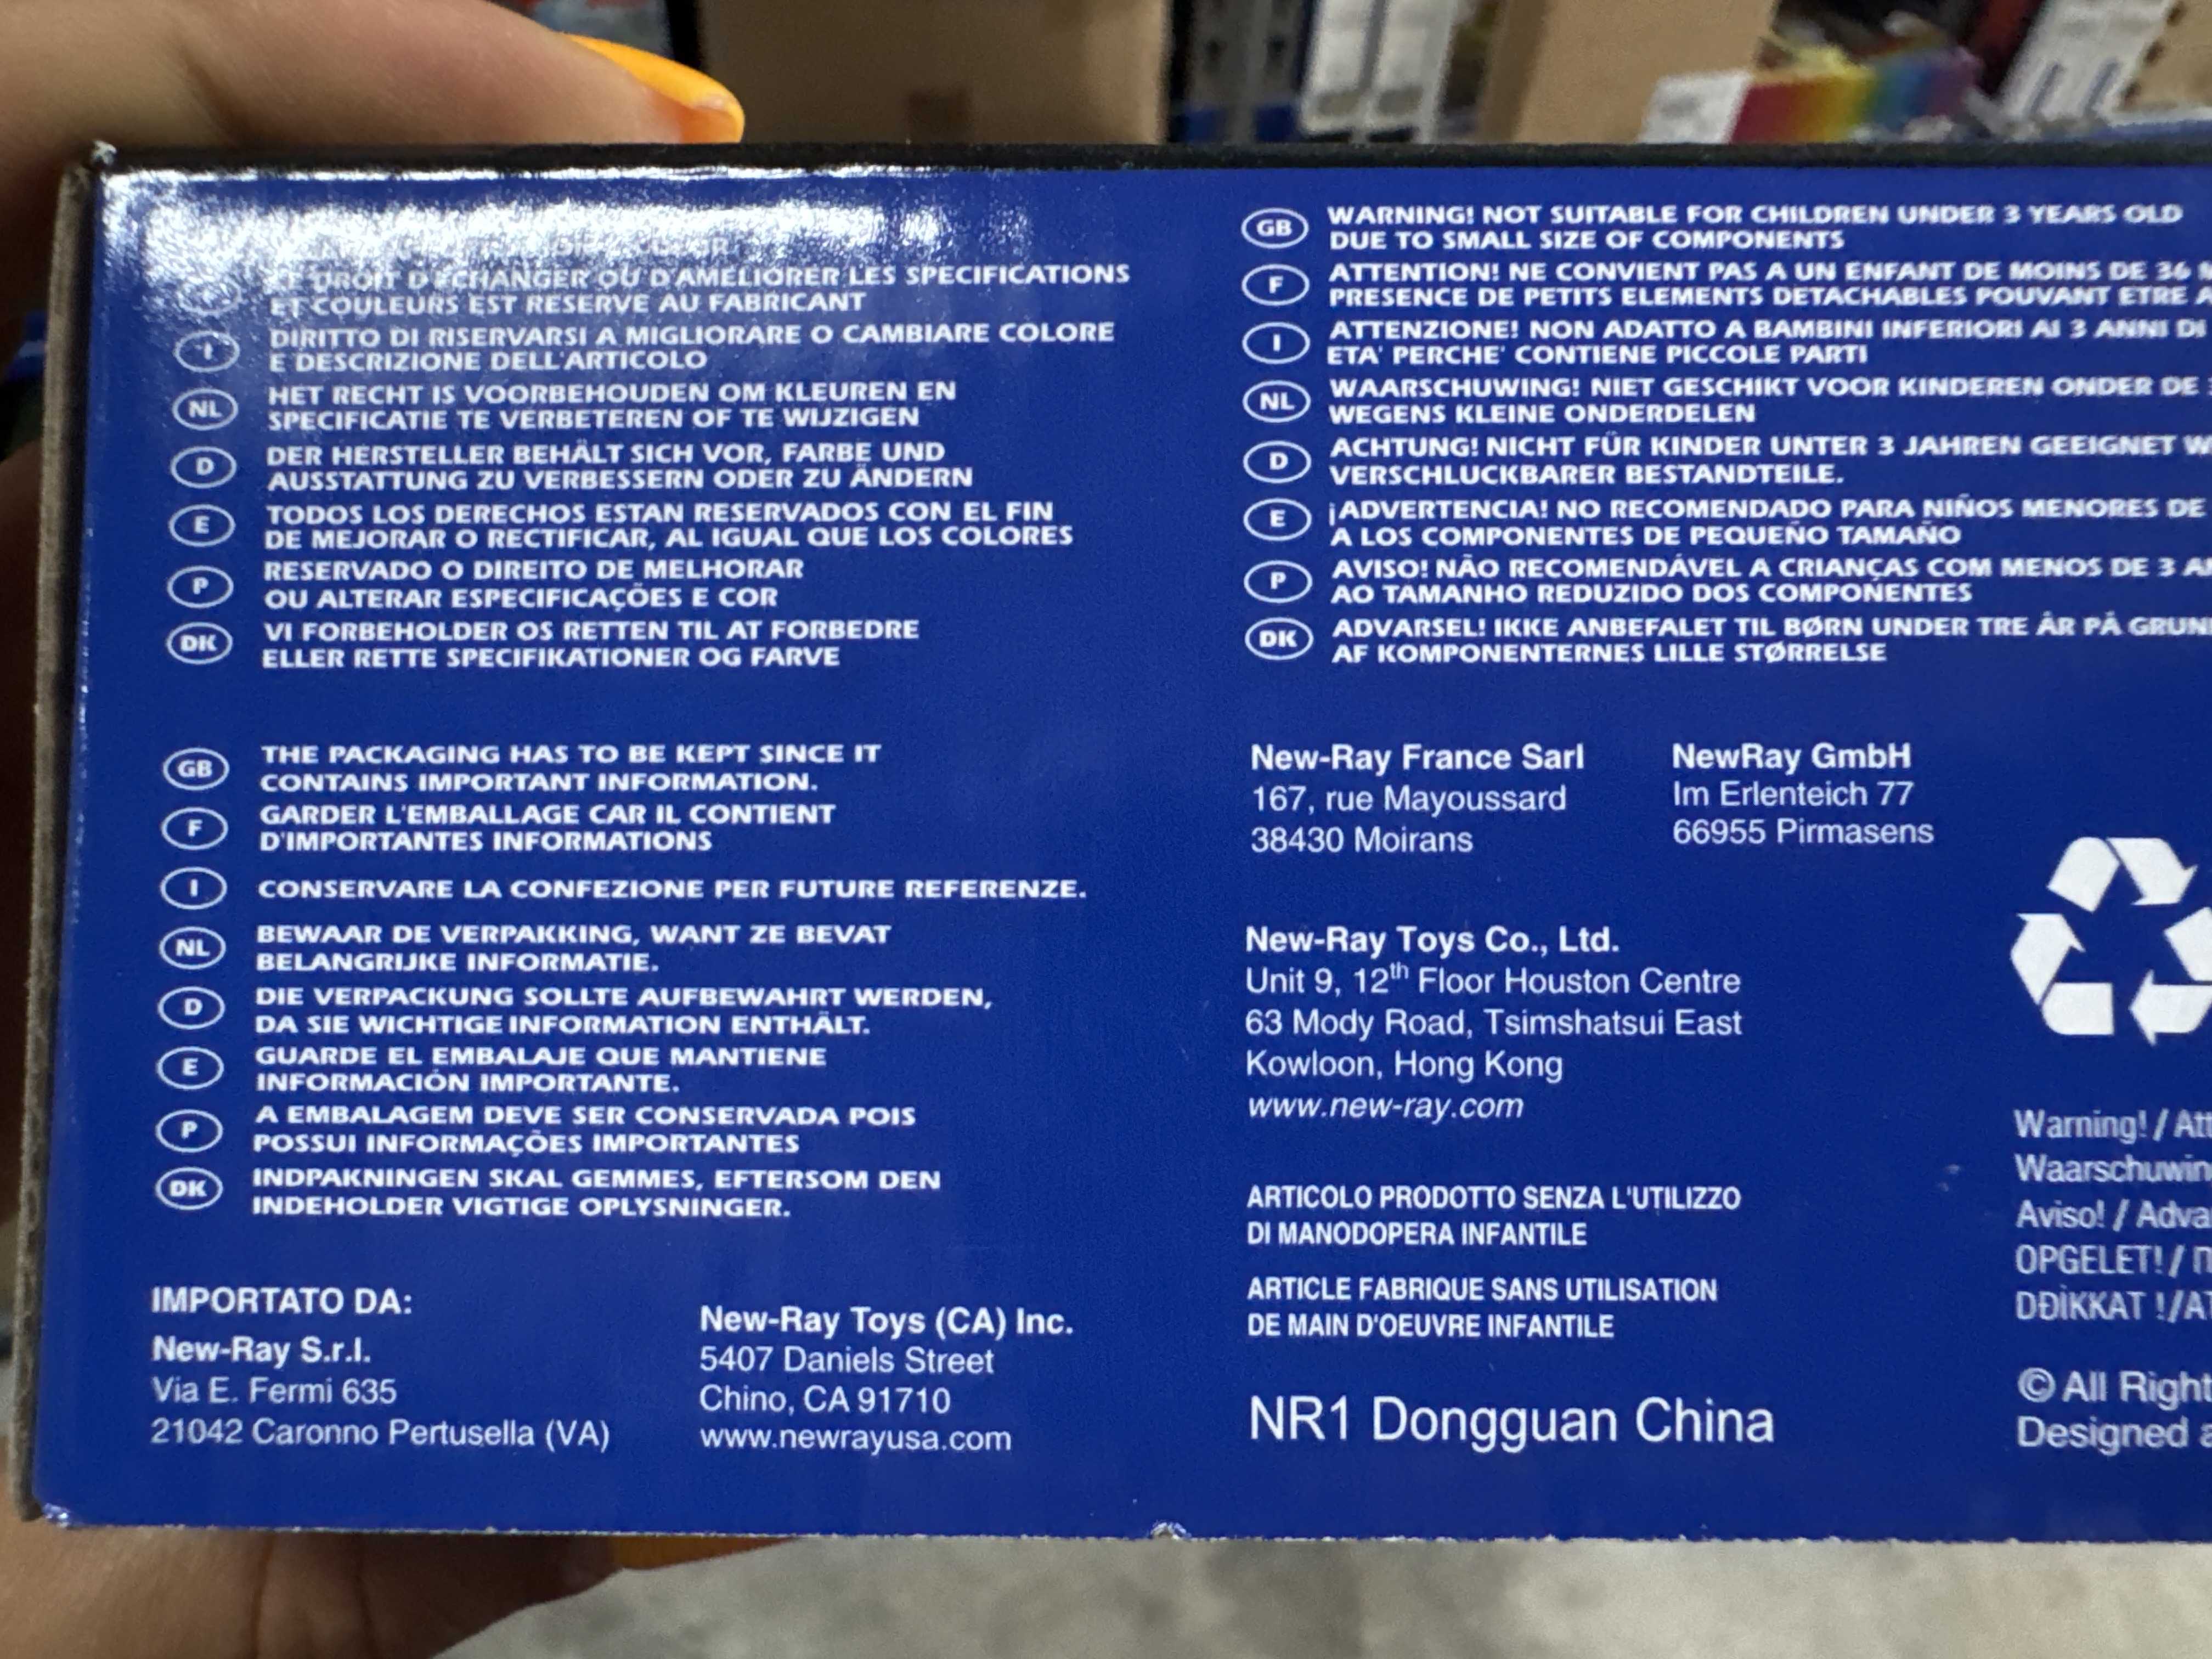 LE DROIT D'ECHANGER OU D'AMELIORER LES SPECIFICATIONS
ET COULEURS EST RESERVE AU FABRICANT
I
DIRITTO DI RISERVARSI A MIGLIORARE O CAMBIARE COLORE
E DESCRIZIONE DELL'ARTICOLO
NL
HET RECHT IS VOORBEHOUDEN OM KLEUREN EN
SPECIFICATIE TE VERBETEREN OF TE WIJZIGEN
D
DER HERSTELLER BEHÄLT SICH VOR, FARBE UND
AUSSTATTUNG ZU VERBESSERN ODER ZU ÄNDERN
E
TODOS LOS DERECHOS ESTAN RESERVADOS CON EL FIN
DE MEJORAR O RECTIFICAR, AL IGUAL QUE LOS COLORES
P
RESERVADO O DIREITO DE MELHORAR
OU ALTERAR ESPECIFICAÇÕES E COR
DK
VI FORBEHOLDER OS RETTEN TIL AT FORBEDRE
ELLER RETTE SPECIFIKATIONER OG FARVE
GB
THE PACKAGING HAS TO BE KEPT SINCE IT
CONTAINS IMPORTANT INFORMATION.
F
GARDER L'EMBALLAGE CAR IL CONTIENT
D'IMPORTANTES INFORMATIONS
I
CONSERVARE LA CONFEZIONE PER FUTURE REFERENZE.
NL
BEWAAR DE VERPAKKING, WANT ZE BEVAT
BELANGRIJKE INFORMATIE.
D
DIE VERPACKUNG SOLLTE AUFBEWAHRT WERDEN,
DA SIE WICHTIGE INFORMATION ENTHÄLT.
E
GUARDE EL EMBALAJE QUE MANTIENE
INFORMACIÓN IMPORTANTE.
P
A EMBALAGEM DEVE SER CONSERVADA POIS
POSSUI INFORMAÇÕES IMPORTANTES
DK
INDPAKNINGEN SKAL GEMMES, EFTERSOM DEN
INDEHOLDER VIGTIGE OPLYSNINGER.
IMPORTATO DA:
New-Ray S.r.l.
Via E. Fermi 635
21042 Caronno Pertusella (VA)
New-Ray Toys (CA) Inc.
5407 Daniels Street
Chino, CA 91710
www.newrayusa.com
GB
WARNING! NOT SUITABLE FOR CHILDREN UNDER 3 YEARS OLD
DUE TO SMALL SIZE OF COMPONENTS
F
ATTENTION! NE CONVIENT PAS A UN ENFANT DE MOINS DE 36
PRESENCE DE PETITS ELEMENTS DETACHABLES POUVANT ETRE
I
ATTENZIONE! NON ADATTO A BAMBINI INFERIORI AI 3 ANNI DI
ETA' PERCHE' CONTIENE PICCOLE PARTI
NL
WAARSCHUWING! NIET GESCHIKT VOOR KINDEREN ONDER DE
WEGENS KLEINE ONDERDELEN
D
ACHTUNG! NICHT FÜR KINDER UNTER 3 JAHREN GEEIGNET
VERSCHLUCKBARER BESTANDTEILE.
E
¡ADVERTENCIA! NO RECOMENDADO PARA NIÑOS MENORES DE
A LOS COMPONENTES DE PEQUEÑO TAMAÑO
P
AVISO! NÃO RECOMENDÁVEL A CRIANÇAS COM MENOS DE 3
AO TAMANHO REDUZIDO DOS COMPOÑENTES
DK
ADVARSEL! IKKE ANBEFALET TIL BØRN UNDER TRE ÅR PÅ
AF KOMPONENTERNES LILLE STØRRELSE
New-Ray France Sarl
167, rue Mayoussard
38430 Moirans
NewRay GmbH
Im Erlenteich 77
66955 Pirmasens
New-Ray Toys Co., Ltd.
Unit 9, 12th Floor Houston Centre
63 Mody Road, Tsimshatsui East
Kowloon, Hong Kong
www.new-ray.com
ARTICOLO PRODOTTO SENZA L'UTILIZZO
DI MANODOPERA INFANTILE
ARTICLE FABRIQUE SANS UTILISATION
DE MAIN D'OEUVRE INFANTILE
NR1 Dongguan China
Warning! /
Aviso! /
OPGELET! /
DĐİKKAT !/
© All
Designed